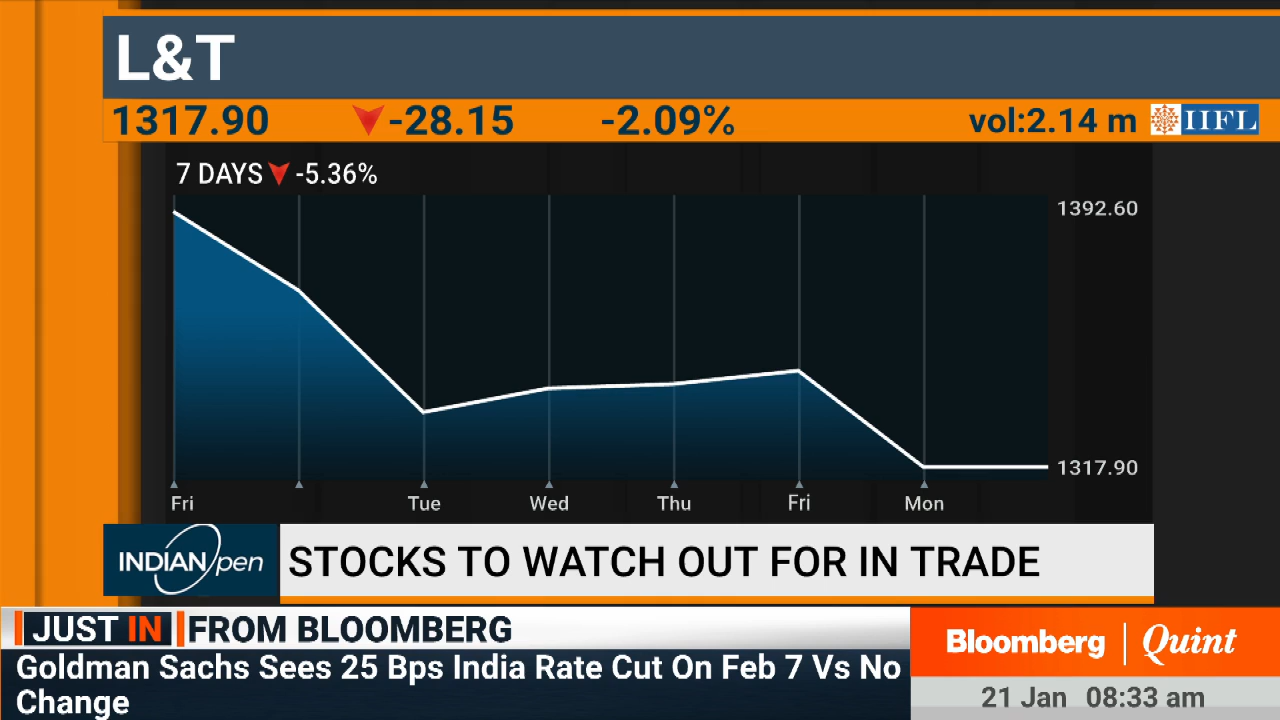 L&T
1317.90 -28.15 -2.09% vol:2.14 m IIFL
7 DAYS -5.36%
1392.60
1317.90
Fri Tue Wed Thu Fri Mon
INDIAN Open STOCKS TO WATCH OUT FOR IN TRADE
JUST IN FROM BLOOMBERG
Goldman Sachs Sees 25 Bps India Rate Cut On Feb 7 Vs No
Change
Bloomberg | Quint
21 Jan 08:33 am